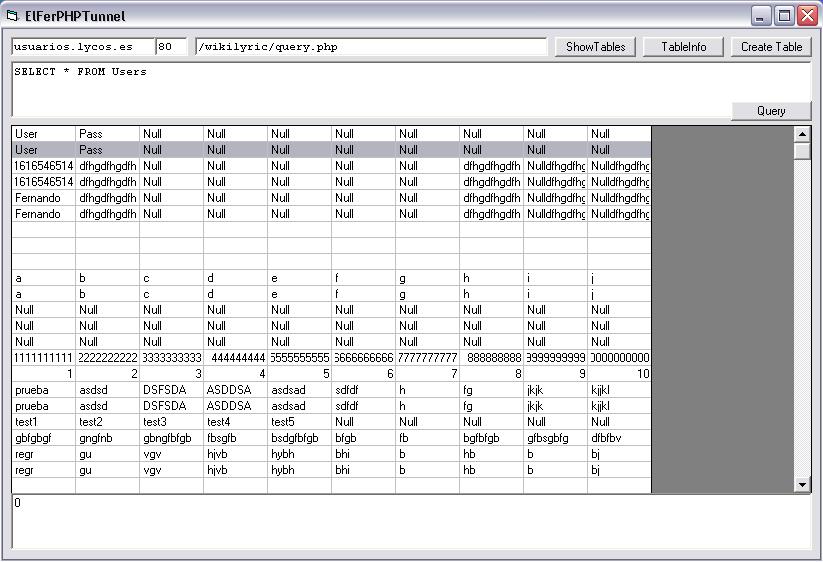 ElFerPHPTunnel
usuarios.lycos.es 80 /wikilyric/query.php ShowTables TableInfo Create Table
SELECT * FROM Users
Query
User Pass Null Null Null Null Null Null Null Null
User Pass Null Null Null Null Null Null Null Null
1616546514 dfhgdfhgdfh Null Null Null Null Null dfhgdfhgdfh Nulldfhgdfhg Nulldfhgdfhg
1616546514 dfhgdfhgdfh Null Null Null Null Null dfhgdfhgdfh Nulldfhgdfhg Nulldfhgdfhg
Fernando dfhgdfhgdfh Null Null Null Null Null dfhgdfhgdfh Nulldfhgdfhg Nulldfhgdfhg
Fernando dfhgdfhgdfh Null Null Null Null Null dfhgdfhgdfh Nulldfhgdfhg Nulldfhgdfhg
a b c d e f g h i j
a b c d e f g h i j
Null Null Null Null Null Null Null Null Null Null
Null Null Null Null Null Null Null Null Null Null
Null Null Null Null Null Null Null Null Null Null
1111111111 2222222222 3333333333 444444444 5555555555 6666666666 7777777777 888888888 9999999999 0000000000
1 2 3 4 5 6 7 8 9 10
prueba asdsd DSFSDA ASDDSA asdsad sdfdf h fg jkjk kjjkl
prueba asdsd DSFSDA ASDDSA asdsad sdfdf h fg jkjk kjjkl
test1 test2 test3 test4 test5 Null Null Null Null Null
gbfgbgf gngfnb gbngfbfgb fbsgfb bsdgfbfgb bfgb fb bgfbfgb gfbsgbfg dfbfbv
regr gu vgv hjvb hybh bhi b hb b bj
regr gu vgv hjvb hybh bhi b hb b bj
0